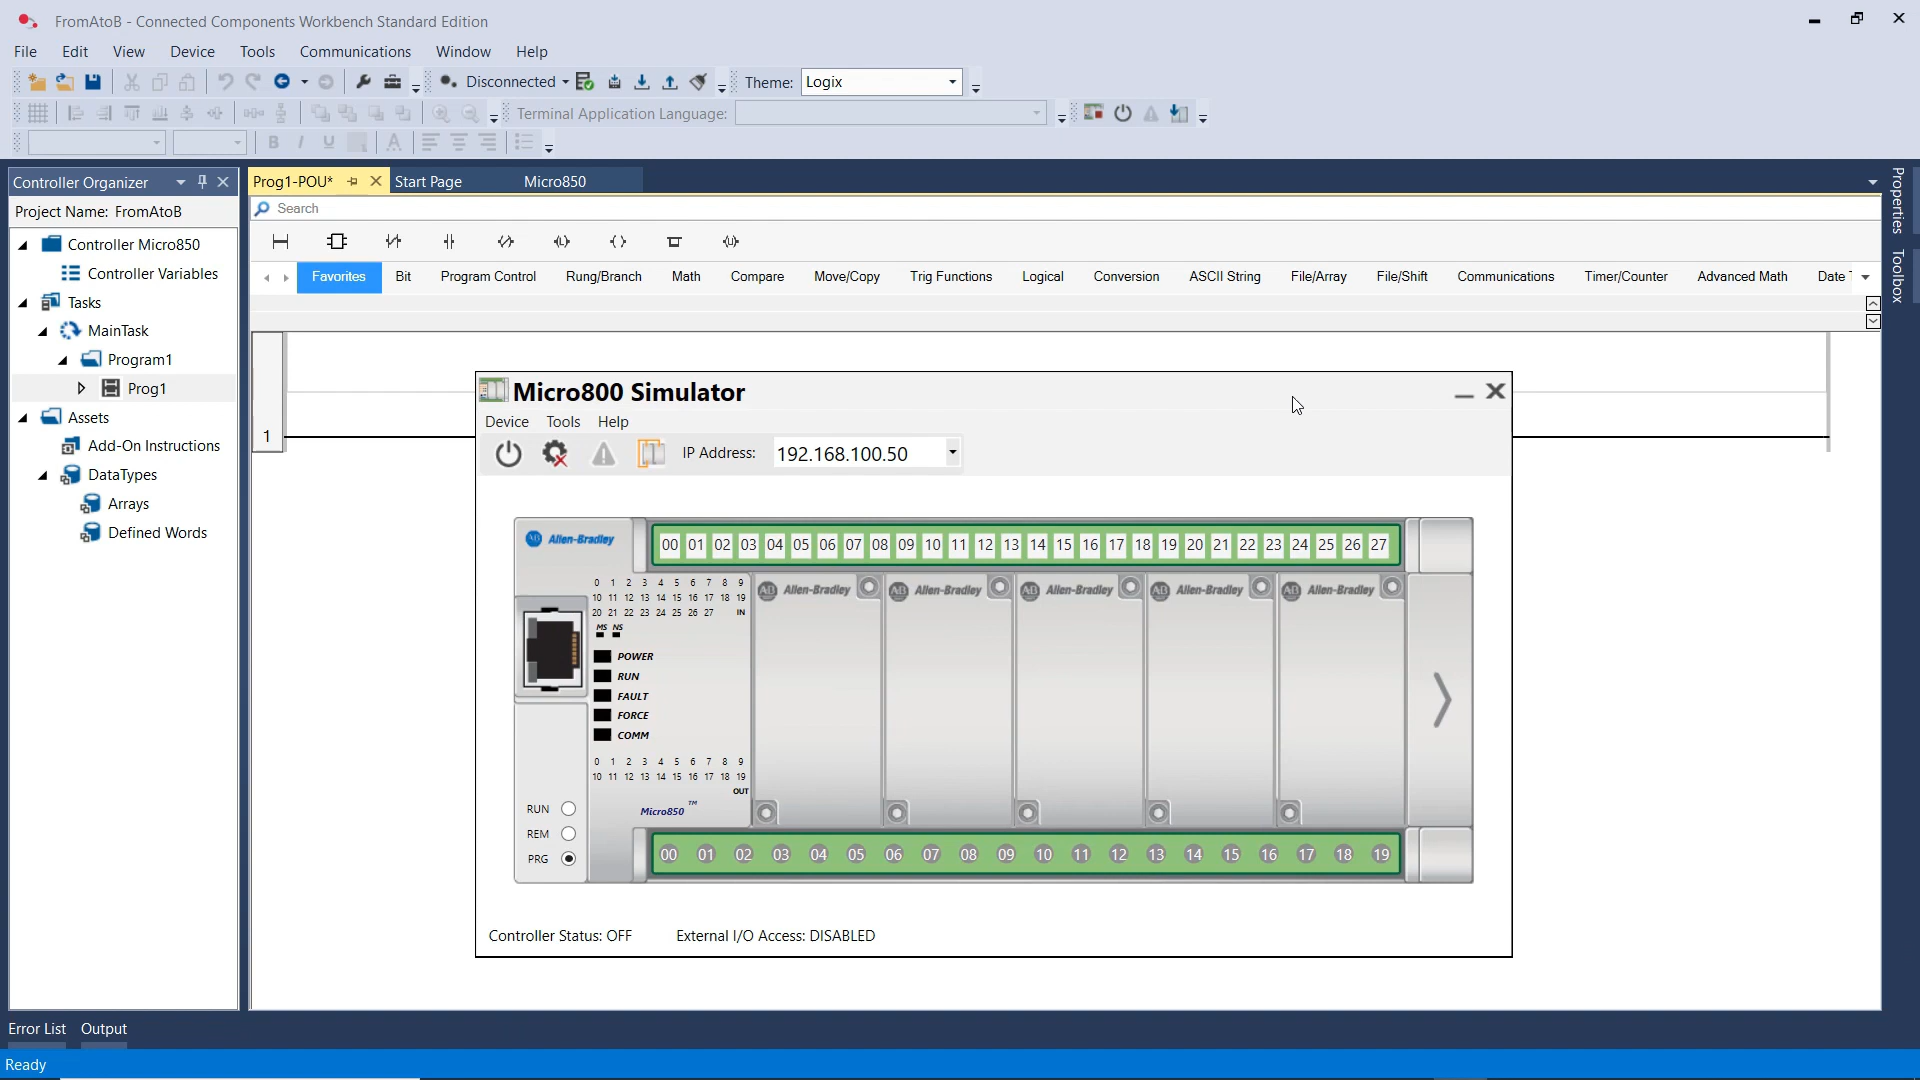 FromAtoB - Connected Components Workbench Standard Edition
File Edit View Device Tools Communications Window Help
Disconnected Theme: Logix
Terminal Application Language:
B I U A
Controller Organizer
Project Name: FromAtoB
Controller Micro850
Controller Variables
Tasks
MainTask
Program1
Prog1
Assets
Add-On Instructions
DataTypes
Arrays
Defined Words
Prog1-POU* Start Page Micro850
Search
Favorites Bit Program Control Rung/Branch Math Compare Move/Copy Trig Functions Logical Conversion ASCII String File/Array File/Shift Communications Timer/Counter Advanced Math Date
1
Properties
Toolbox
Micro800 Simulator
Device Tools Help
IP Address: 192.168.100.50
AB Allen-Bradley
00 01 02 03 04 05 06 07 08 09 10 11 12 13 14 15 16 17 18 19 20 21 22 23 24 25 26 27
0 1 2 3 4 5 6 7 8 9
10 11 12 13 14 15 16 17 18 19
20 21 22 23 24 25 26 27 IN
MS NS
POWER
RUN
FAULT
FORCE
COMM
0 1 2 3 4 5 6 7 8 9
10 11 12 13 14 15 16 17 18 19
OUT
Micro850 TM
RUN
REM
PRG
AB Allen-Bradley AB Allen-Bradley AB Allen-Bradley AB Allen-Bradley AB Allen-Bradley
00 01 02 03 04 05 06 07 08 09 10 11 12 13 14 15 16 17 18 19
Controller Status: OFF External I/O Access: DISABLED
Error List Output
Ready